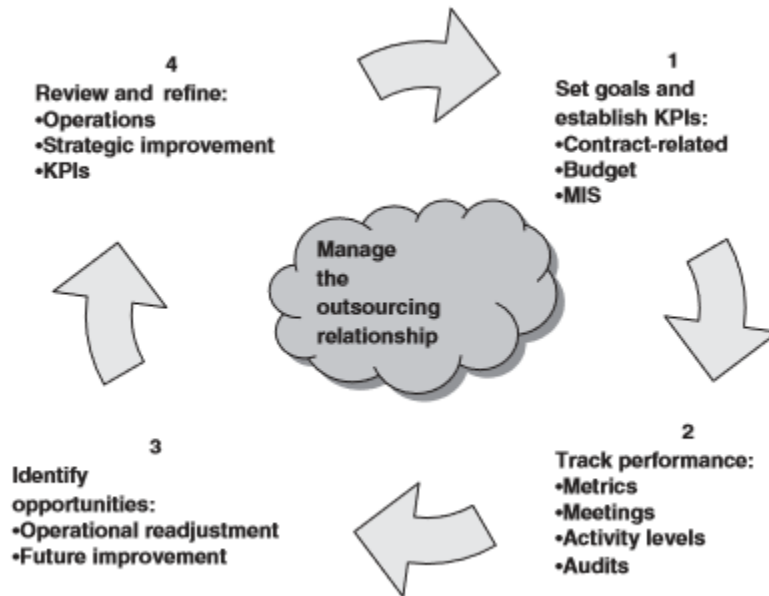 4
Review and refine:
•Operations
•Strategic improvement
•KPIs
1
Set goals and
establish KPIs:
•Contract-related
•Budget
•MIS
Manage
the
outsourcing
relationship
3
Identify
opportunities:
•Operational readjustment
•Future improvement
2
Track performance:
•Metrics
•Meetings
•Activity levels
•Audits